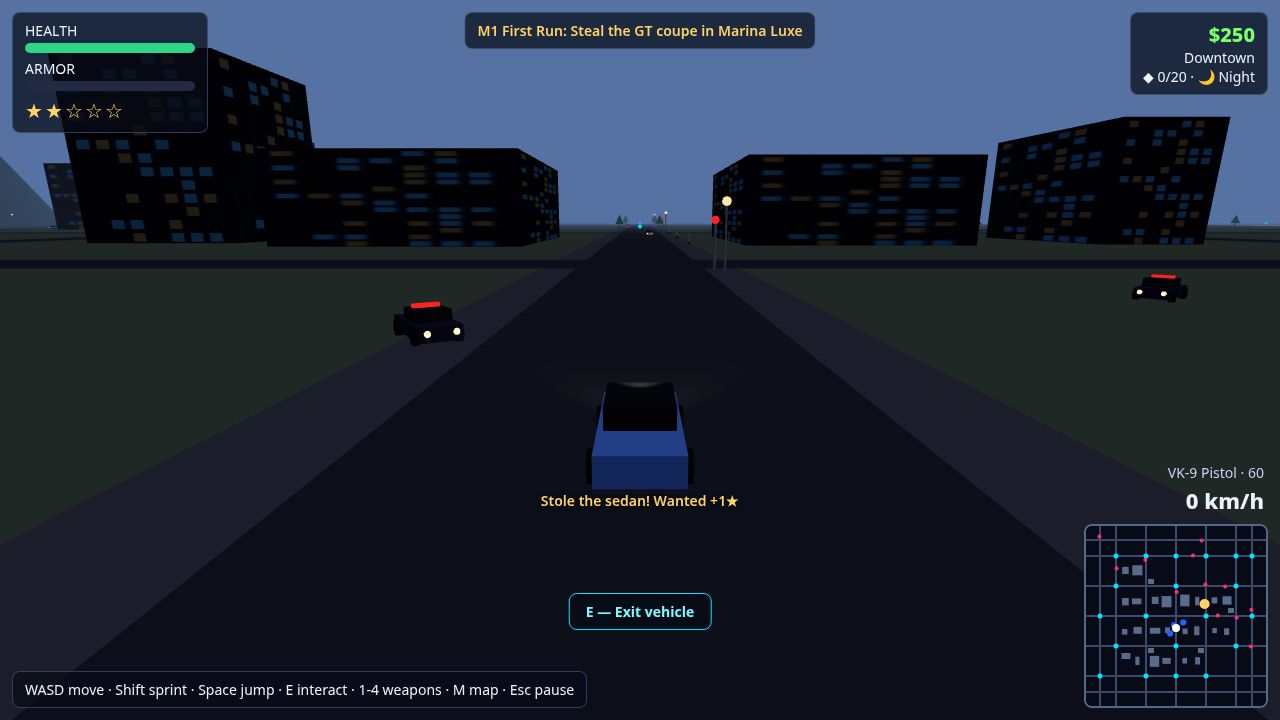 HEALTH
ARMOR
★★☆☆☆
M1 First Run: Steal the GT coupe in Marina Luxe
$250
Downtown
◆ 0/20 · 🌙 Night
Stole the sedan! Wanted +1★
VK-9 Pistol · 60
0 km/h
E — Exit vehicle
WASD move · Shift sprint · Space jump · E interact · 1-4 weapons · M map · Esc pause